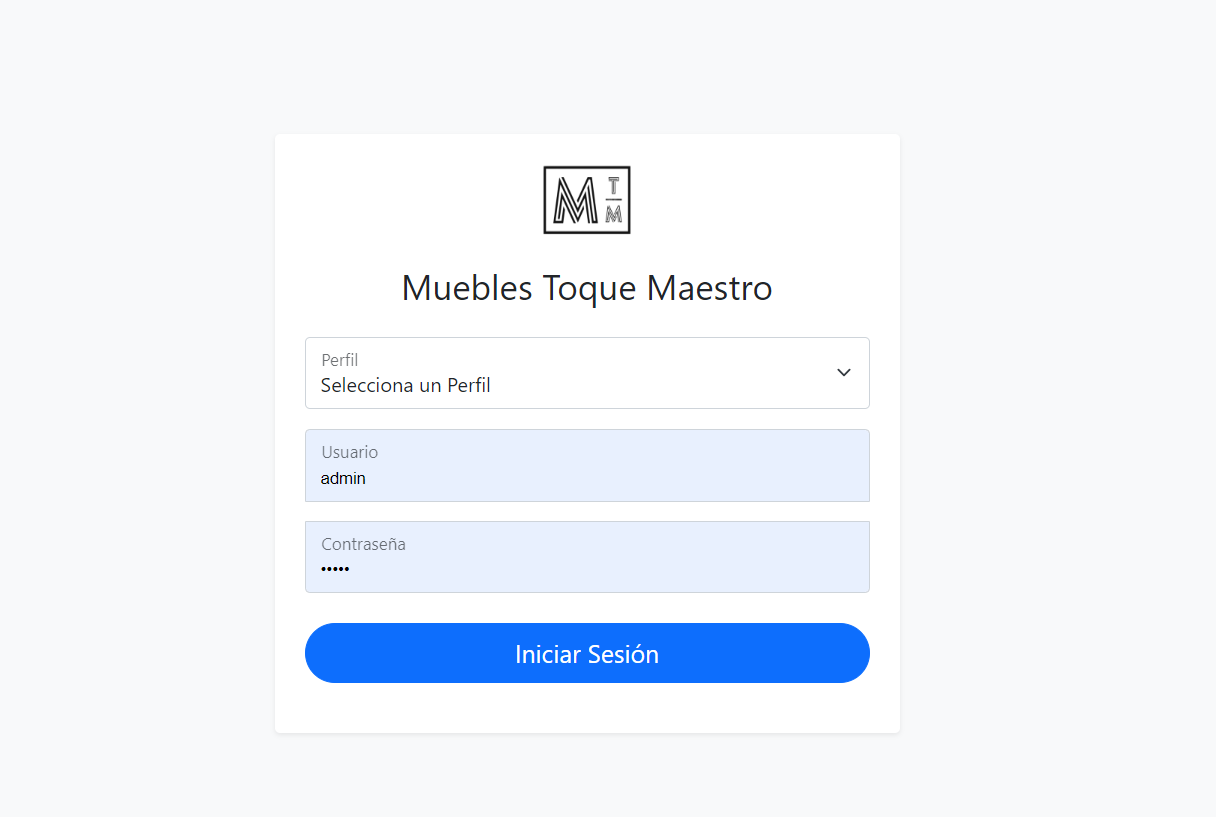 M T
M
Muebles Toque Maestro
Perfil
Selecciona un Perfil
Usuario
admin
Contraseña
•••••
Iniciar Sesión